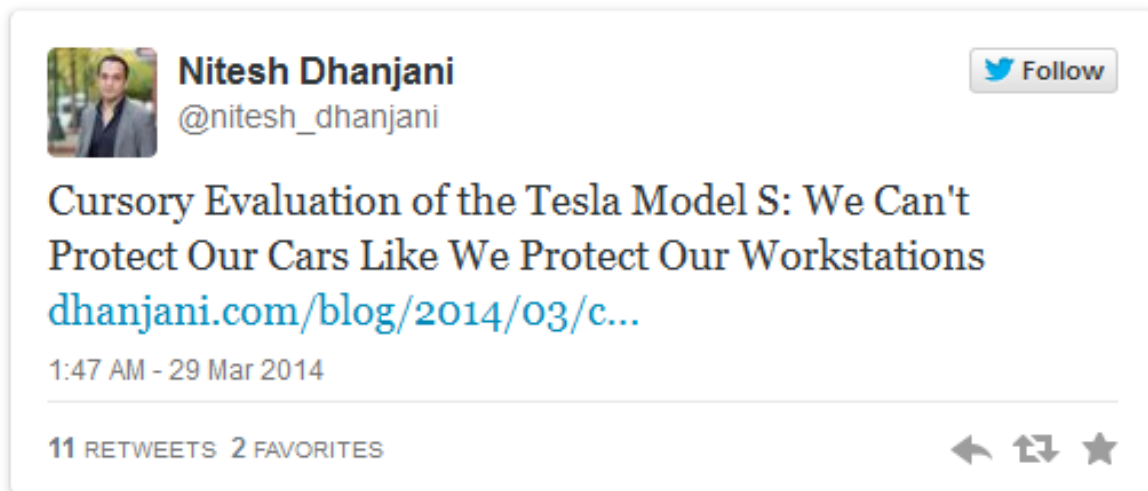 Nitesh Dhanjani
Follow
@nitesh_dhanjani
Cursory Evaluation of the Tesla Model S: We Can't
Protect Our Cars Like We Protect Our Workstations
dhanjani.com/blog/2014/03/c...
1:47 AM - 29 Mar 2014
11 RETWEETS 2 FAVORITES